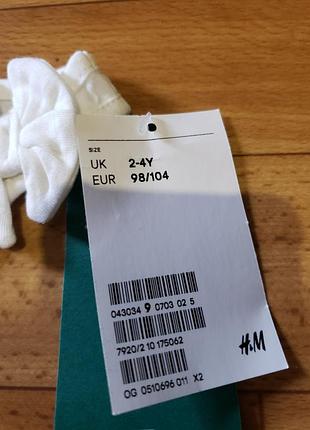 SIZE
UK 2-4Y
EUR 98/104
043034 9 0703 02 5
7920/2 10 175062
H&M
OG 0510696 011 X2